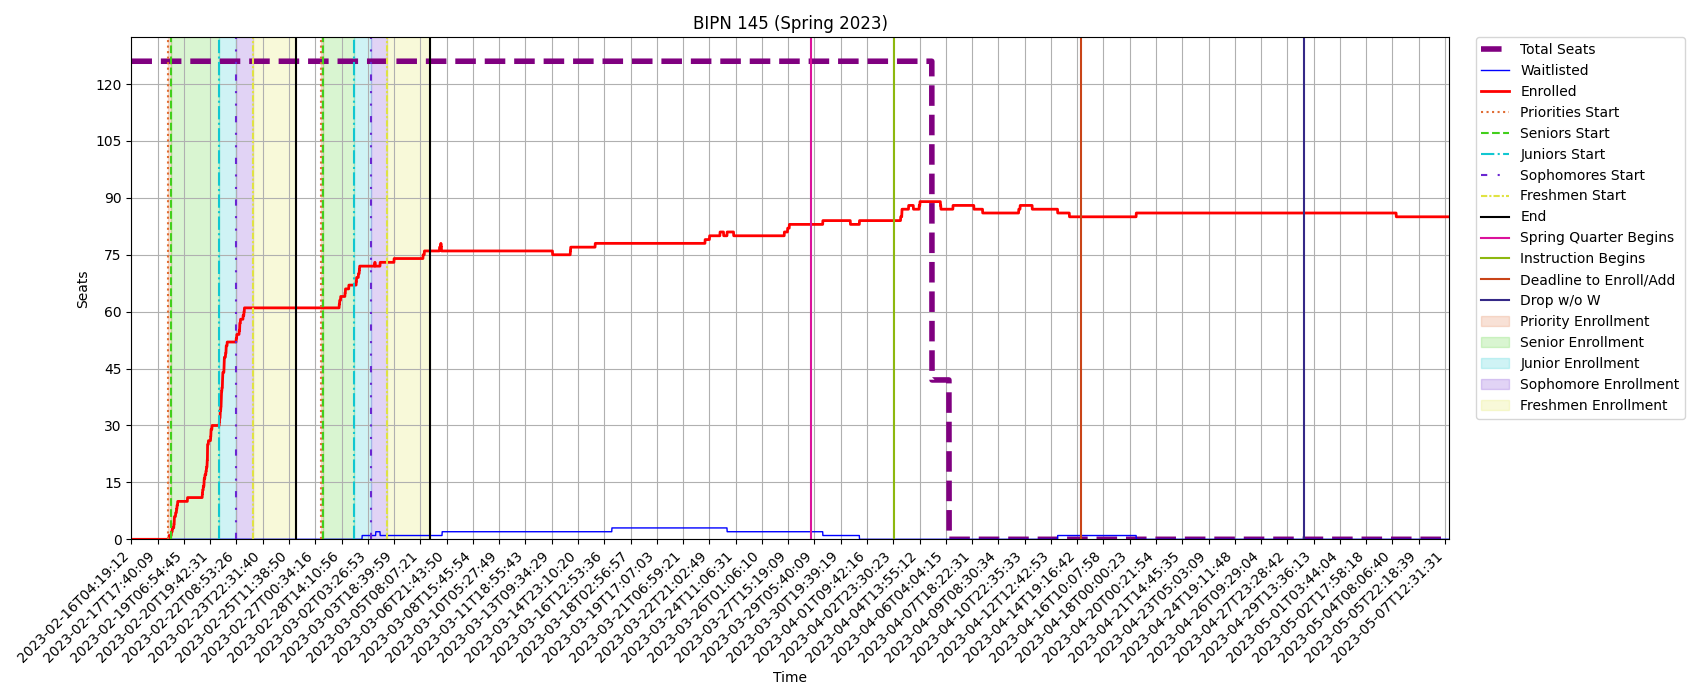 BIPN 145 (Spring 2023)
Seats
120
105
90
75
60
45
30
15
0
2023-02-16T04:19:12
2023-02-17T17:40:09
2023-02-19T06:54:45
2023-02-20T19:42:31
2023-02-22T08:53:26
2023-02-23T22:31:40
2023-02-25T11:38:50
2023-02-27T00:34:16
2023-02-28T14:10:56
2023-03-02T03:26:53
2023-03-03T18:39:59
2023-03-05T08:07:21
2023-03-06T21:43:50
2023-03-08T15:45:54
2023-03-10T05:27:49
2023-03-11T18:55:43
2023-03-13T09:34:29
2023-03-14T23:10:20
2023-03-16T12:53:36
2023-03-18T02:56:57
2023-03-19T17:07:03
2023-03-21T06:59:21
2023-03-22T21:02:49
2023-03-24T11:06:31
2023-03-26T01:06:10
2023-03-27T15:19:09
2023-03-29T05:40:09
2023-03-30T19:39:19
2023-04-01T09:42:16
2023-04-02T23:30:23
2023-04-04T13:55:12
2023-04-06T04:04:15
2023-04-07T18:22:31
2023-04-09T08:30:34
2023-04-10T22:35:33
2023-04-12T12:42:53
2023-04-14T19:16:42
2023-04-16T10:07:58
2023-04-18T00:00:23
2023-04-20T00:21:54
2023-04-21T14:45:35
2023-04-23T05:03:09
2023-04-24T19:11:48
2023-04-26T09:29:04
2023-04-27T23:28:42
2023-04-29T13:36:13
2023-05-01T03:44:04
2023-05-02T17:58:18
2023-05-04T08:06:40
2023-05-05T22:18:39
2023-05-07T12:31:31
Time
Total Seats
Waitlisted
Enrolled
Priorities Start
Seniors Start
Juniors Start
Sophomores Start
Freshmen Start
End
Spring Quarter Begins
Instruction Begins
Deadline to Enroll/Add
Drop w/o W
Priority Enrollment
Senior Enrollment
Junior Enrollment
Sophomore Enrollment
Freshmen Enrollment